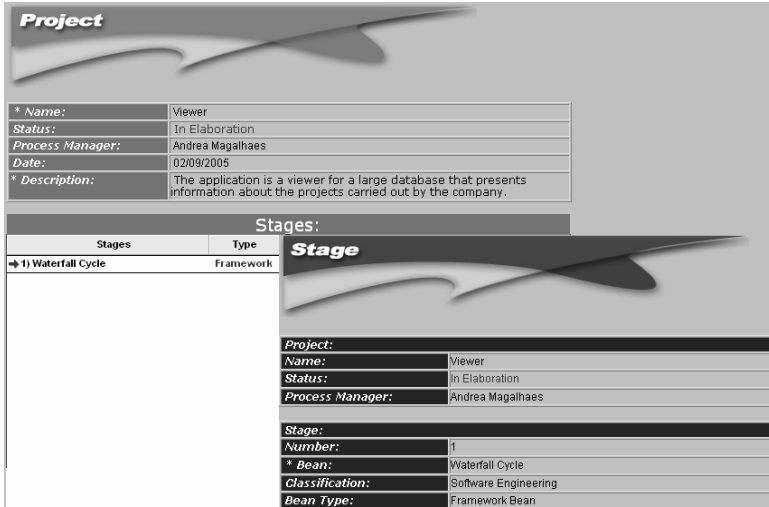 Project
* Name: Viewer
Status: In Elaboration
Process Manager: Andrea Magalhaes
Date: 02/09/2005
* Description: The application is a viewer for a large database that presents
information about the projects carried out by the company.
Stages:
Stages Type
1) Waterfall Cycle Framework
Stage
Project:
Name: Viewer
Status: In Elaboration
Process Manager: Andrea Magalhaes
Stage:
Number: 1
* Bean: Waterfall Cycle
Classification: Software Engineering
Bean Type: Framework Bean